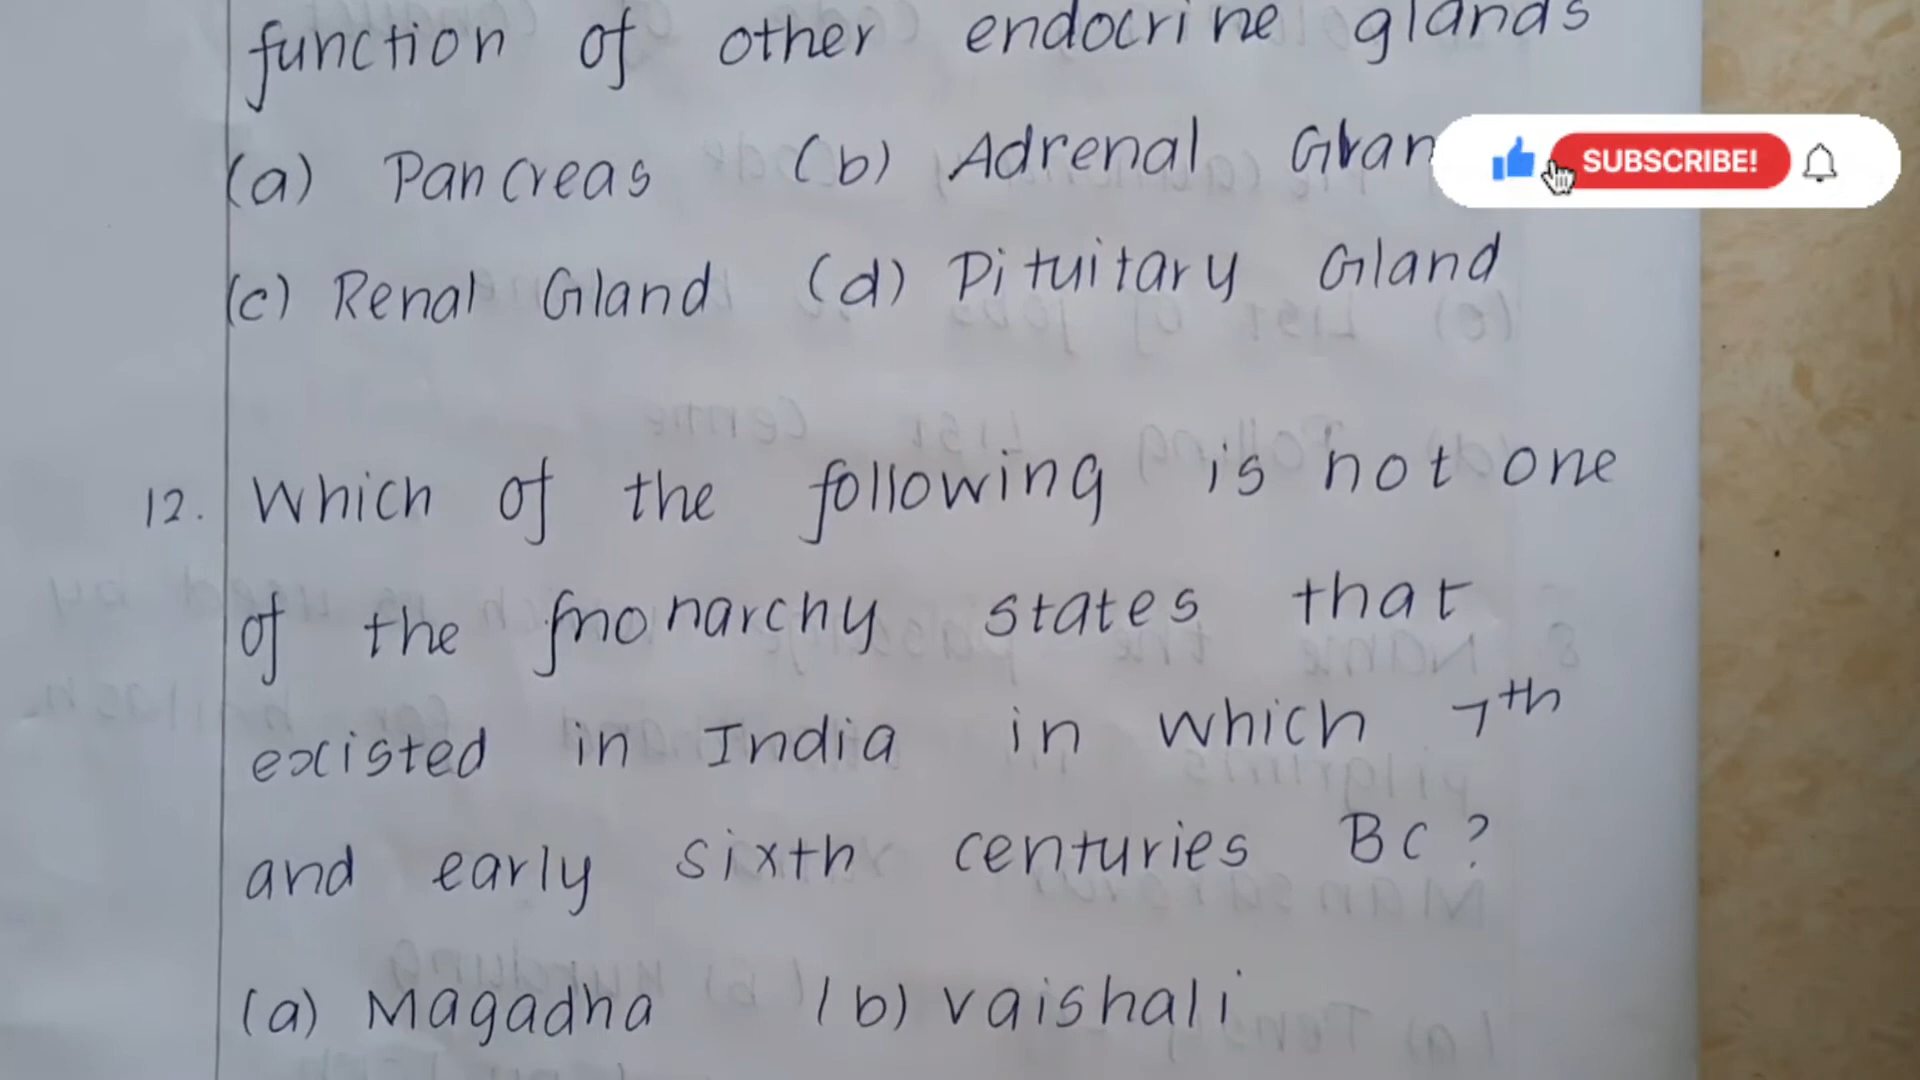 function of other endocrine glands
(a) Pancreas (b) Adrenal
SUBSCRIBE!
(c) Renal Gland (d) Pituitary Gland
12. Which of the following is not one
of the monarchy states that
existed in India in which 7th
and early sixth centuries BC?
(a) Magadha (b) vaishali